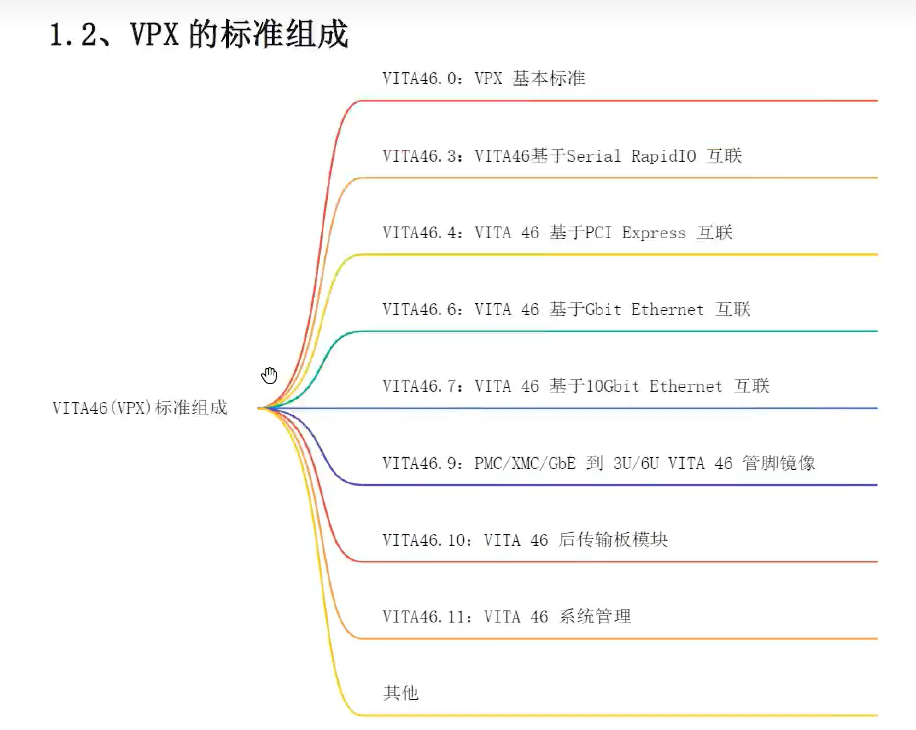 1.2、VPX 的标准组成
VITA46.0: VPX 基本标准
VITA46.3: VITA46基于Serial RapidIO 互联
VITA46.4: VITA 46 基于PCI Express 互联
VITA46.6: VITA 46 基于Gbit Ethernet 互联
VITA46.7: VITA 46 基于10Gbit Ethernet 互联
VITA46(VPX)标准组成
VITA46.9: PMC/XMC/GbE 到 3U/6U VITA 46 管脚镜像
VITA46.10: VITA 46 后传输板模块
VITA46.11: VITA 46 系统管理
其他